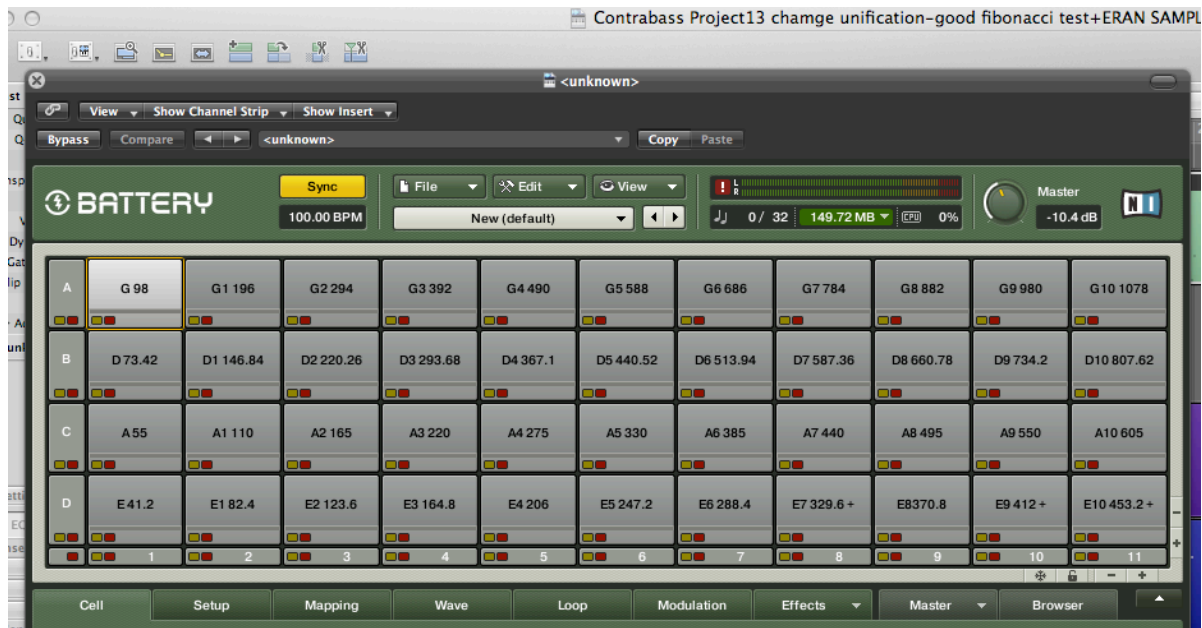 Contrabass Project13 chamge unification-good fibonacci test+ERAN SAMPL
<unknown>
View Show Channel Strip Show Insert
Bypass Compare <unknown> Copy Paste
BATTERY
Sync File Edit View L R Master
100.00 BPM New (default) 0 / 32 149.72 MB CPU 0% -10.4 dB
NI
A G 98 G1 196 G2 294 G3 392 G4 490 G5 588 G6 686 G7 784 G8 882 G9 980 G10 1078
B D 73.42 D1 146.84 D2 220.26 D3 293.68 D4 367.1 D5 440.52 D6 513.94 D7 587.36 D8 660.78 D9 734.2 D10 807.62
C A 55 A1 110 A2 165 A3 220 A4 275 A5 330 A6 385 A7 440 A8 495 A9 550 A10 605
D E 41.2 E1 82.4 E2 123.6 E3 164.8 E4 206 E5 247.2 E6 288.4 E7 329.6 + E8370.8 E9 412 + E10 453.2 +
1 2 3 4 5 6 7 8 9 10 11
Cell Setup Mapping Wave Loop Modulation Effects Master Browser